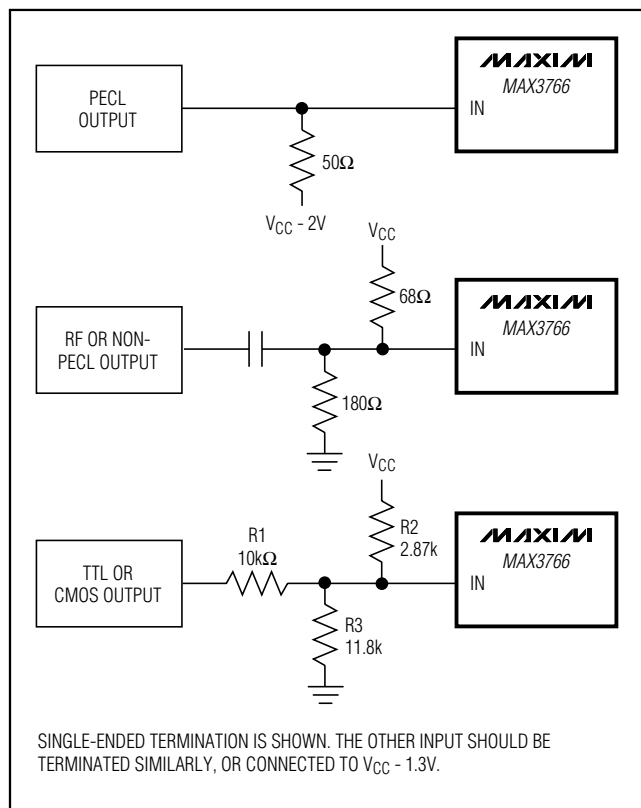 PECL
OUTPUT
MAXIM
MAX3766
IN
50Ω
VCC - 2V
VCC
68Ω
RF OR NON-
PECL OUTPUT
MAXIM
MAX3766
IN
180Ω
VCC
R1
10kΩ
R2
2.87k
TTL OR
CMOS OUTPUT
MAXIM
MAX3766
IN
R3
11.8k
SINGLE-ENDED TERMINATION IS SHOWN. THE OTHER INPUT SHOULD BE
TERMINATED SIMILARLY, OR CONNECTED TO VCC - 1.3V.